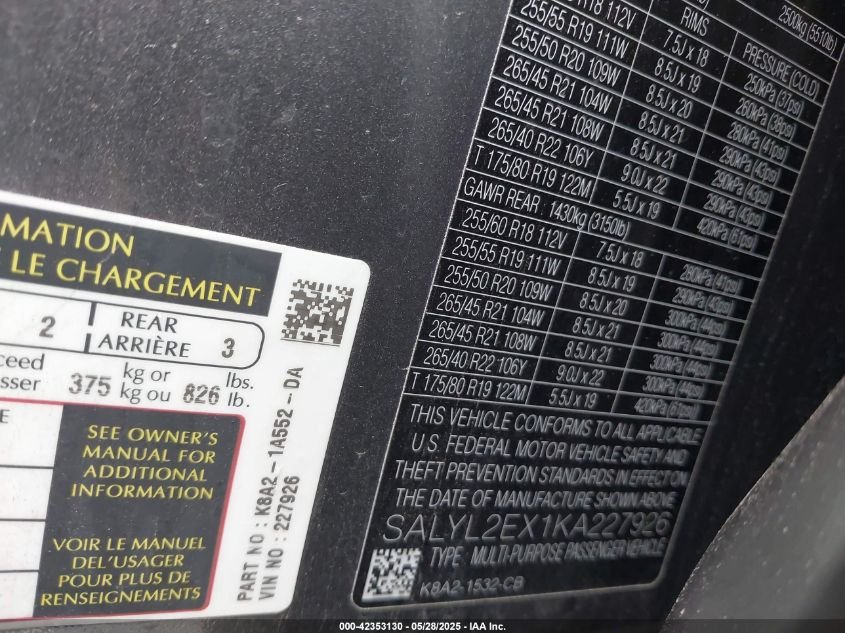 MATION
LE CHARGEMENT
2
REAR
ARRIÈRE
3
xceed
sser 375 kg or
kg ou 826 lbs.
lb.
E
SEE OWNER'S
MANUAL FOR
ADDITIONAL
INFORMATION
VOIR LE MANUEL
DEL'USAGER
POUR PLUS DE
RENSEIGNEMENTS
PART NO : K8A2-1A552-DA
VIN NO : 227926
2500kg (5510lb)
RIMS PRESSURE (COLD)
R18 112V 7.5J x 18 250kPa (37psi)
255/55 R19 111W 8.5J x 19 260kPa (38psi)
255/50 R20 109W 8.5J x 20 280kPa (41psi)
265/45 R21 104W 8.5J x 21 290kPa (43psi)
265/45 R21 108W 8.5J x 21 290kPa (43psi)
265/40 R22 106Y 9.0J x 22 290kPa (43psi)
T 175/80 R19 122M 5.5J x 19 420kPa (61psi)
GAWR REAR 1430kg (3150lb)
255/60 R18 112V 7.5J x 18 280kPa (41psi)
255/55 R19 111W 8.5J x 19 290kPa (43psi)
255/50 R20 109W 8.5J x 20 300kPa (44psi)
265/45 R21 104W 8.5J x 21 300kPa (44psi)
265/45 R21 108W 8.5J x 21 300kPa (44psi)
265/40 R22 106Y 9.0J x 22 300kPa (44psi)
T 175/80 R19 122M 5.5J x 19 420kPa (61psi)
THIS VEHICLE CONFORMS TO ALL APPLICABLE
U.S. FEDERAL MOTOR VEHICLE SAFETY AND
THEFT PREVENTION STANDARDS IN EFFECT ON
THE DATE OF MANUFACTURE SHOWN ABOVE
SALYL2EX1KA227926
TYPE: MULTI-PURPOSE PASSENGER VEHICLE
K8A2-1532-CB
000-42353130 - 05/28/2025 - IAA Inc.